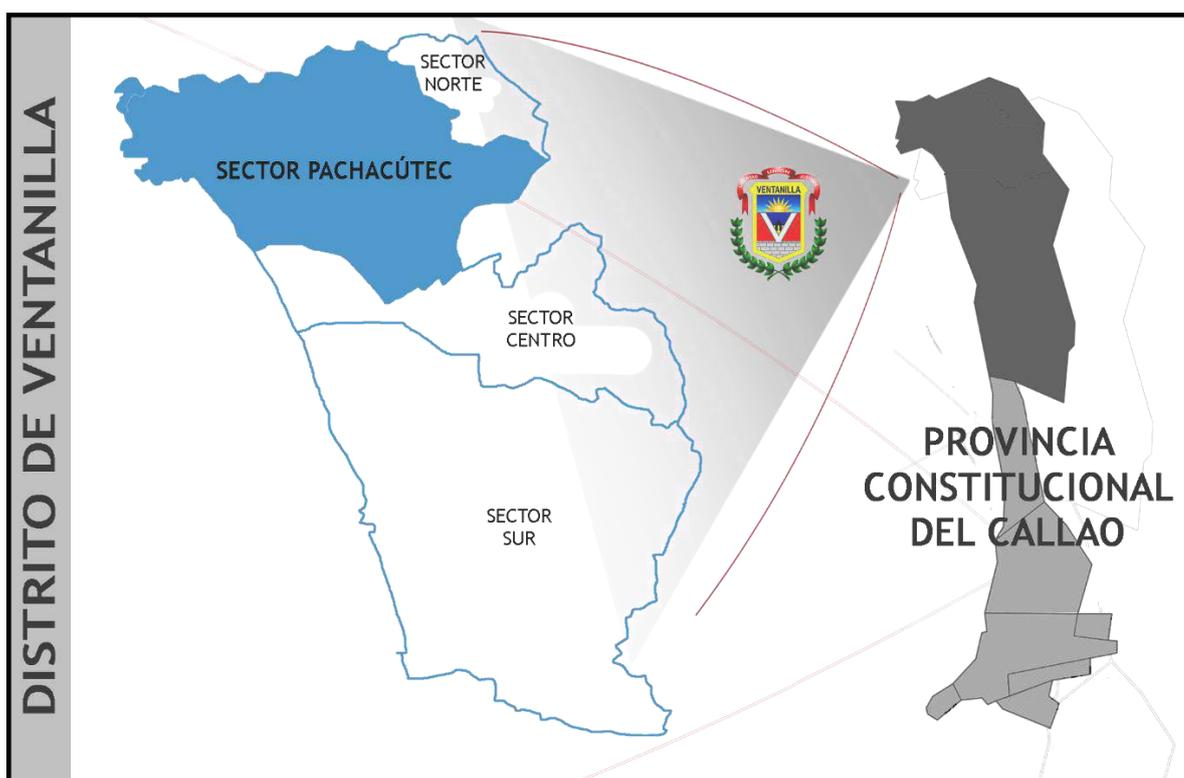 DISTRITO DE VENTANILLA
SECTOR
NORTE
SECTOR PACHACÚTEC
VENTANILLA
SECTOR
CENTRO
SECTOR
SUR
PROVINCIA
CONSTITUCIONAL
DEL CALLAO